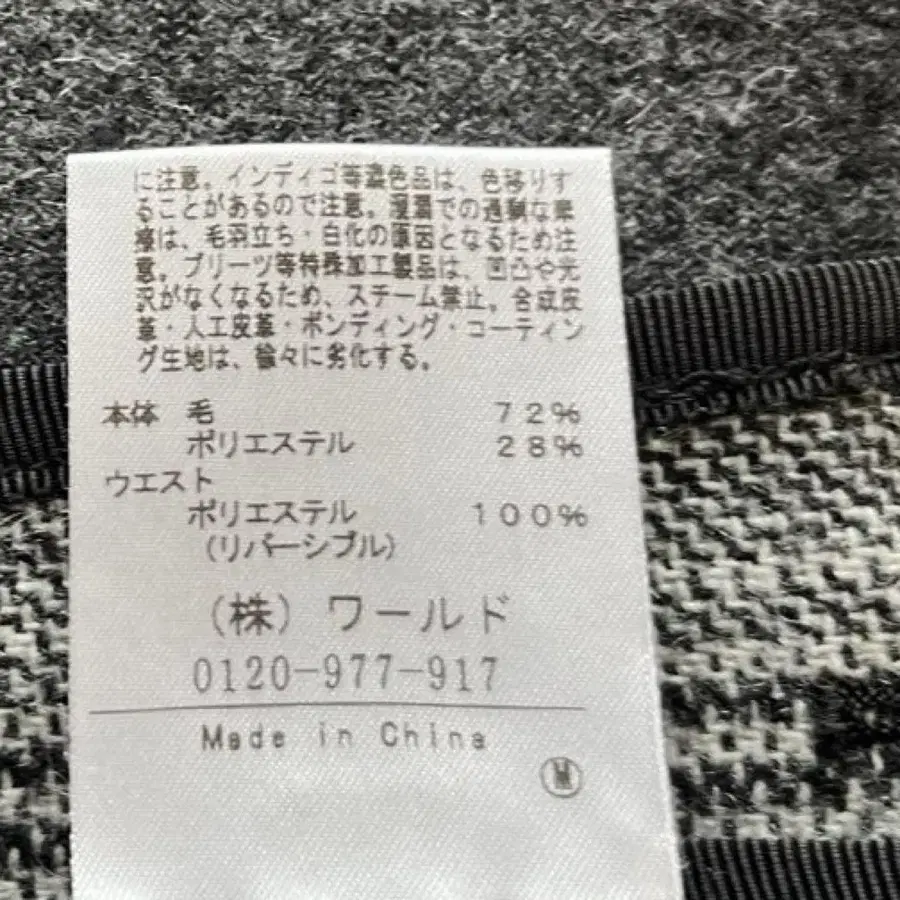 に注意。インディゴ等濃色品は、色移りす
ることがあるので注意。湿潤での過剰な摩
擦は、毛羽立ち・白化の原因となるため注
意。プリーツ等特殊加工製品は、凹凸や光
沢がなくなるため、スチーム禁止。合成皮
革・人工皮革・ボンディング・コーティン
グ生地は、徐々に劣化する。
本体 毛 72%
ポリエステル 28%
ウエスト
ポリエステル 100%
(リバーシブル)
(株) ワールド
0120-977-917
Made in China